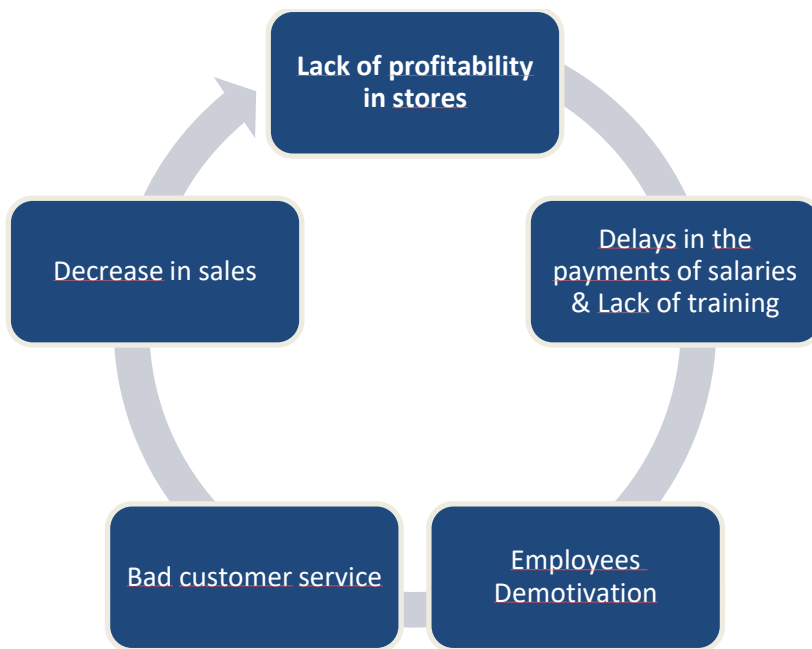 Lack of profitability
in stores
Delays in the
payments of salaries
& Lack of training
Employees
Demotivation
Bad customer service
Decrease in sales